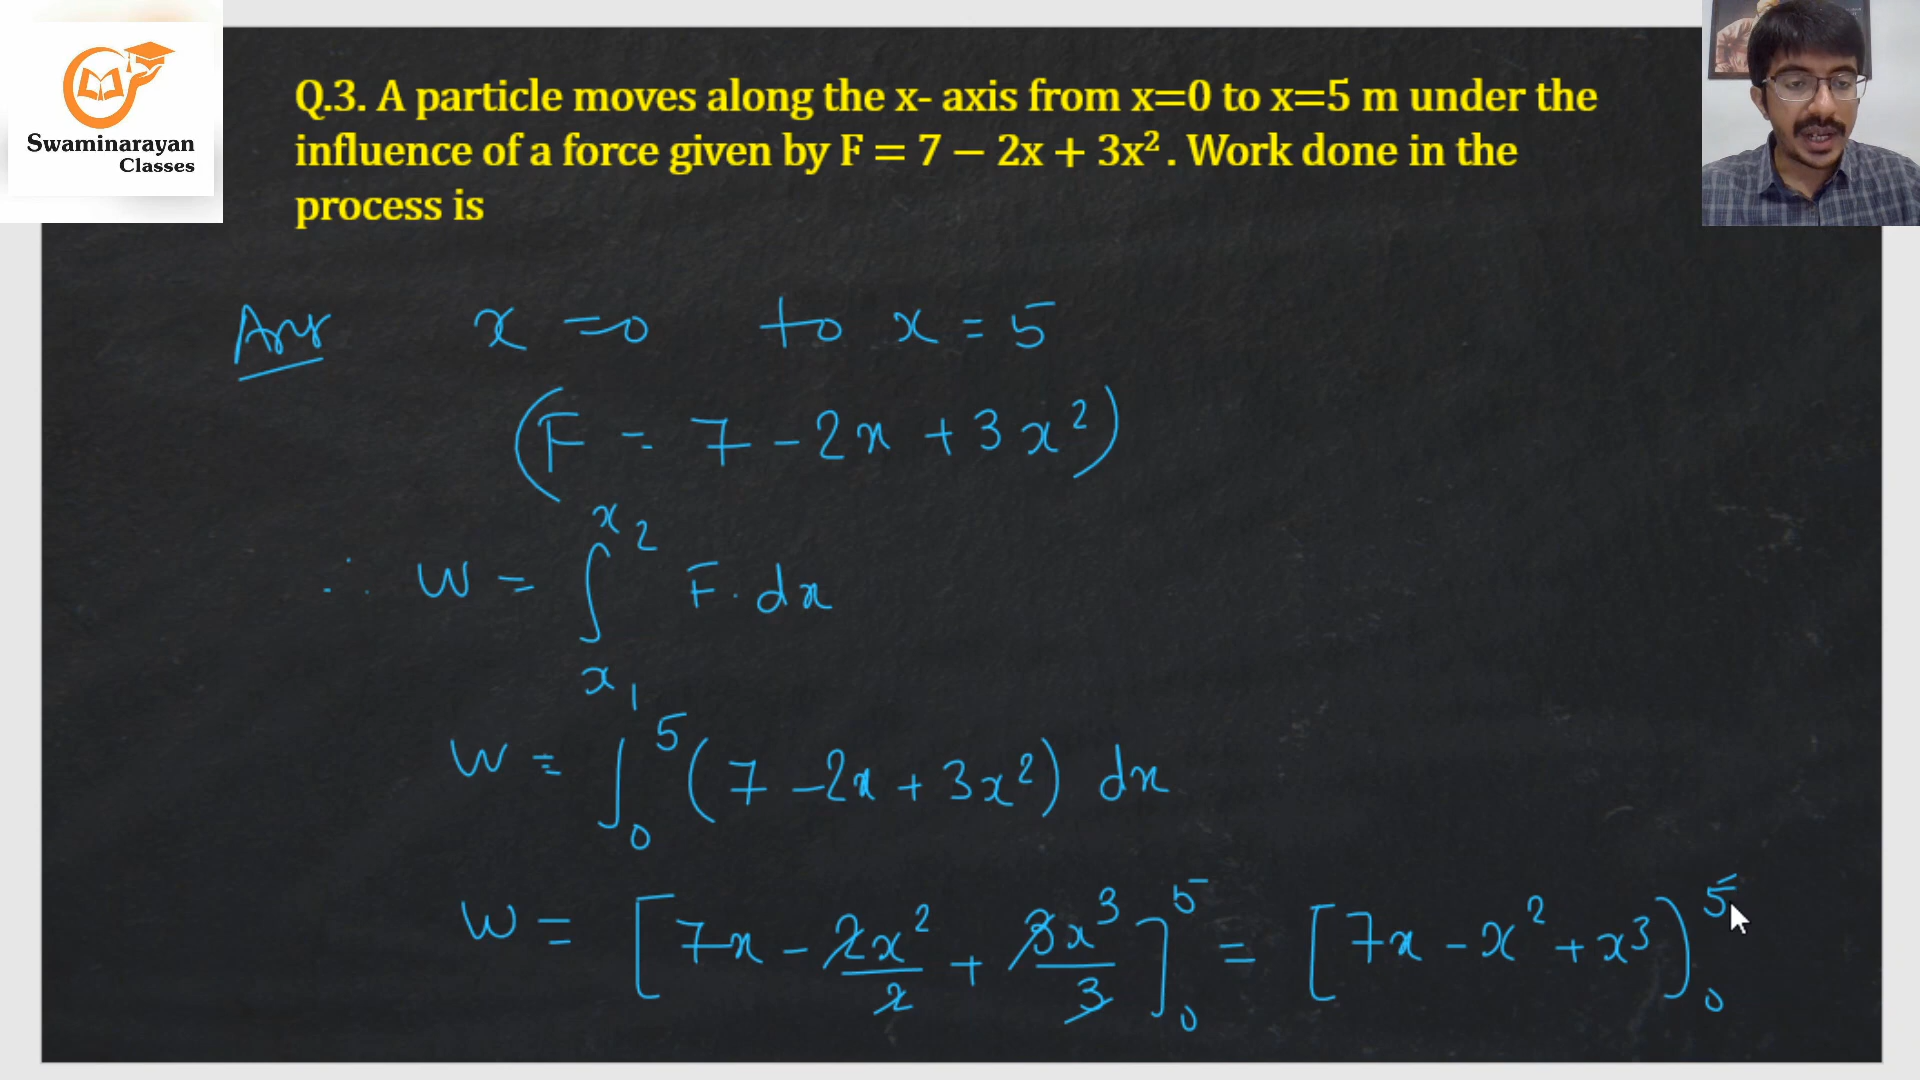 Swaminarayan
Classes
Q.3. A particle moves along the x- axis from x=0 to x=5 m under the
influence of a force given by F = 7 − 2x + 3x². Work done in the
process is
Ans x = 0 to x = 5
(F = 7 - 2x + 3x²)
∴ W = ∫_{x₁}^{x₂} F. dx
W = ∫₀⁵ (7 - 2x + 3x²) dx
W = [7x - 2x²/2 + 3x³/3]₀⁵ = [7x - x² + x³)₀⁵